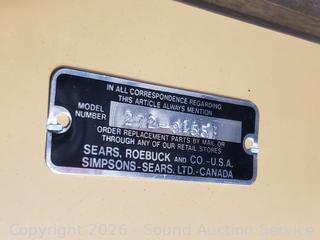 IN ALL CORRESPONDENCE REGARDING
THIS ARTICLE ALWAYS MENTION
MODEL
NUMBER
ORDER REPLACEMENT PARTS BY MAIL OR
THROUGH ANY OF OUR RETAIL STORES.
SEARS, ROEBUCK AND CO.-U.S.A.
SIMPSONS-SEARS, LTD.-CANADA
Copyright 2026 - Sound Auction Service